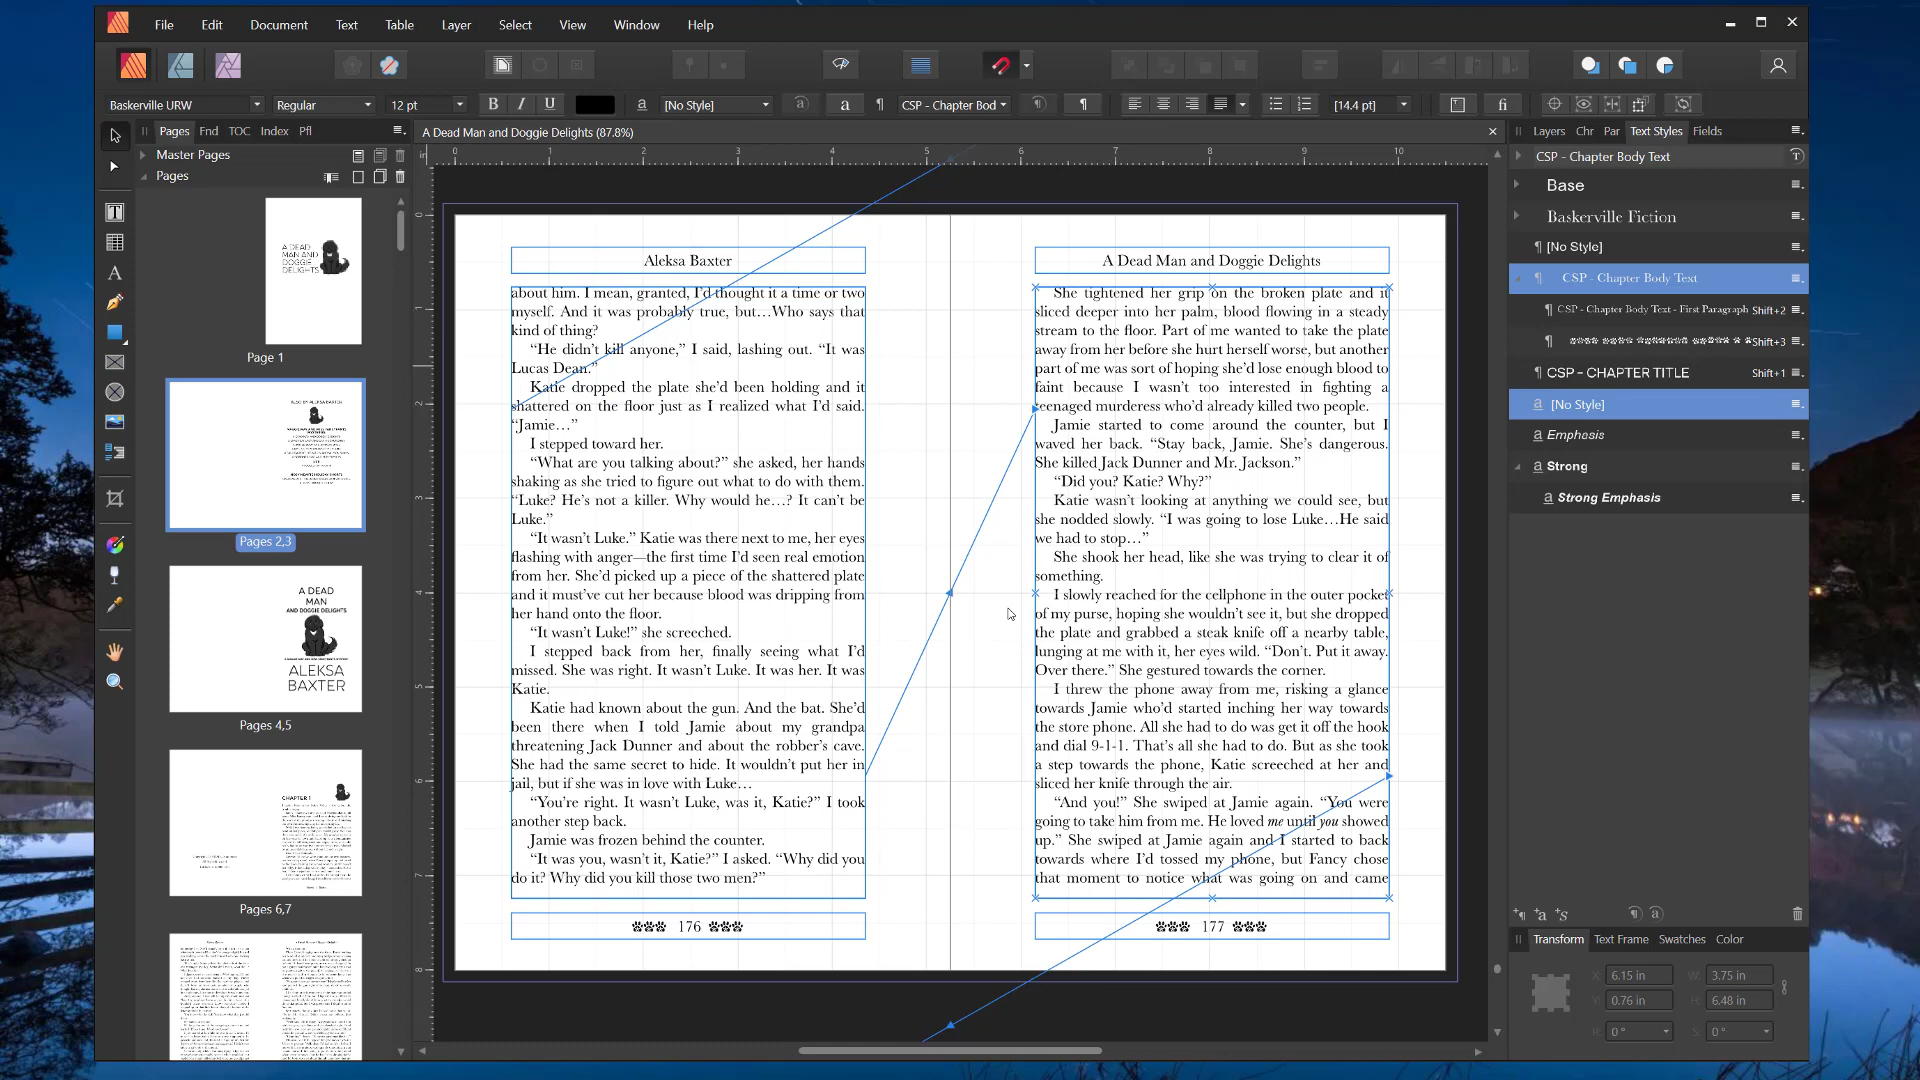 File Edit Document Text Table Layer Select View Window Help
Baskerville URW Regular 12 pt B I U a [No Style] a a ¶ CSP - Chapter Bod ¶ ¶ [14.4 pt] fi
Pages Fnd TOC Index Pfl
Master Pages
Pages
A DEAD
MAN AND
DOGGIE
DELIGHTS
Page 1
ALSO BY ALEKSA BAXTER
Pages 2,3
A DEAD
MAN
AND DOGGIE DELIGHTS
ALEKSA
BAXTER
Pages 4,5
CHAPTER 1
Pages 6,7
A Dead Man and Doggie Delights (87.8%)
in 0 1 2 3 4 5 6 7 8 9 10
0
1
2
3
4
5
6
7
8
Aleksa Baxter
about him. I mean, granted, I’d thought it a time or two
myself. And it was probably true, but…Who says that
kind of thing?
“He didn’t kill anyone,” I said, lashing out. “It was
Lucas Dean.”
Katie dropped the plate she’d been holding and it
shattered on the floor just as I realized what I’d said.
“Jamie…”
I stepped toward her.
“What are you talking about?” she asked, her hands
shaking as she tried to figure out what to do with them.
“Luke? He’s not a killer. Why would he…? It can’t be
Luke.”
“It wasn’t Luke.” Katie was there next to me, her eyes
flashing with anger—the first time I’d seen real emotion
from her. She’d picked up a piece of the shattered plate
and it must’ve cut her because blood was dripping from
her hand onto the floor.
“It wasn’t Luke!” she screeched.
I stepped back from her, finally seeing what I’d
missed. She was right. It wasn’t Luke. It was her. It was
Katie.
Katie had known about the gun. And the bat. She’d
been there when I told Jamie about my grandpa
threatening Jack Dunner and about the robber’s cave.
She had the same secret to hide. It wouldn’t put her in
jail, but if she was in love with Luke…
“You’re right. It wasn’t Luke, was it, Katie?” I took
another step back.
Jamie was frozen behind the counter.
“It was you, wasn’t it, Katie?” I asked. “Why did you
do it? Why did you kill those two men?”
176
A Dead Man and Doggie Delights
She tightened her grip on the broken plate and it
sliced deeper into her palm, blood flowing in a steady
stream to the floor. Part of me wanted to take the plate
away from her before she hurt herself worse, but another
part of me was sort of hoping she’d lose enough blood to
faint because I wasn’t too interested in fighting a
teenaged murderess who’d already killed two people.
Jamie started to come around the counter, but I
waved her back. “Stay back, Jamie. She’s dangerous.
She killed Jack Dunner and Mr. Jackson.”
“Did you? Katie? Why?”
Katie wasn’t looking at anything we could see, but
she nodded slowly. “I was going to lose Luke…He said
we had to stop…”
She shook her head, like she was trying to clear it of
something.
I slowly reached for the cellphone in the outer pocket
of my purse, hoping she wouldn’t see it, but she dropped
the plate and grabbed a steak knife off a nearby table,
lunging at me with it, her eyes wild. “Don’t. Put it away.
Over there.” She gestured towards the corner.
I threw the phone away from me, risking a glance
towards Jamie who’d started inching her way towards
the store phone. All she had to do was get it off the hook
and dial 9-1-1. That’s all she had to do. But as she took
a step towards the phone, Katie screeched at her and
sliced her knife through the air.
“And you!” She swiped at Jamie again. “You were
going to take him from me. He loved me until you showed
up.” She swiped at Jamie again and I started to back
towards where I’d tossed my phone, but Fancy chose
that moment to notice what was going on and came
177
Layers Chr Par Text Styles Fields
CSP - Chapter Body Text
Base
Baskerville Fiction
¶ [No Style]
¶ CSP - Chapter Body Text
¶ CSP - Chapter Body Text - First Paragraph Shift+2
¶ Shift+3
¶ CSP - CHAPTER TITLE Shift+1
a [No Style]
a Emphasis
a Strong
a Strong Emphasis
Transform Text Frame Swatches Color
X: 6.15 in W: 3.75 in
Y: 0.76 in H: 6.48 in
R: 0 ° S: 0 °